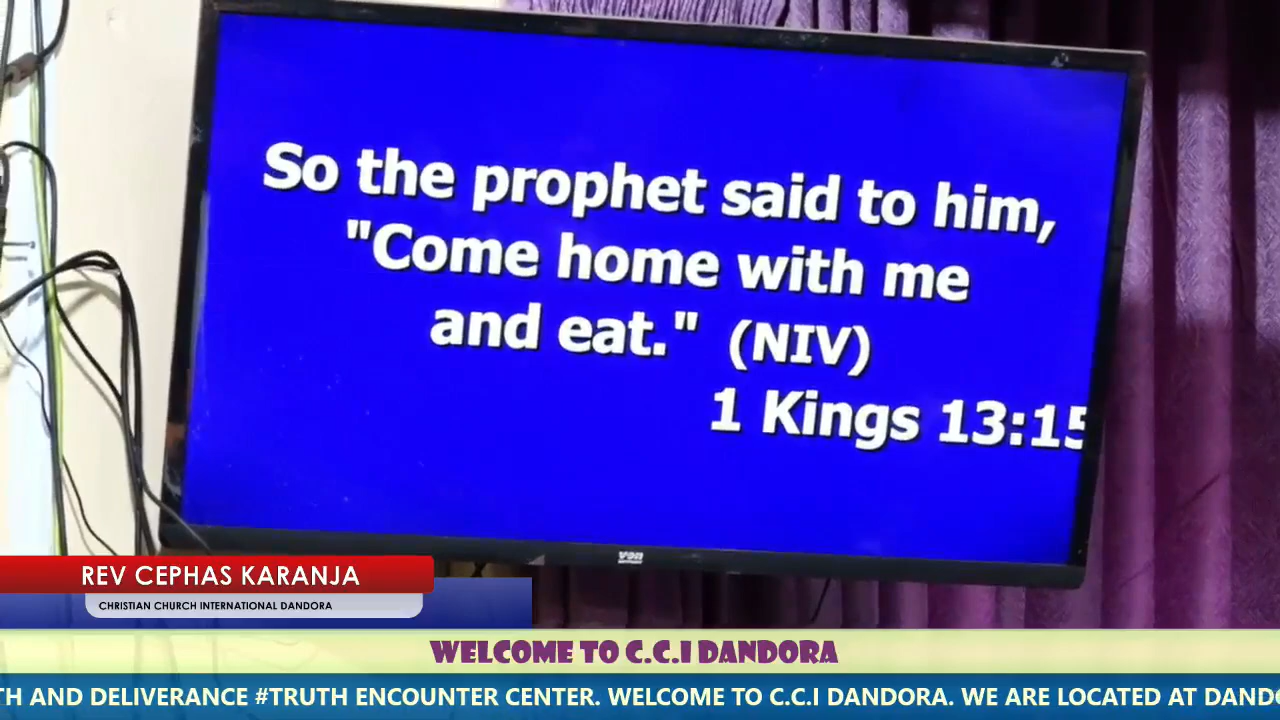 So the prophet said to him,
"Come home with me
and eat." (NIV)
1 Kings 13:15
REV CEPHAS KARANJA
CHRISTIAN CHURCH INTERNATIONAL DANDORA
WELCOME TO C.C.I DANDORA
TH AND DELIVERANCE #TRUTH ENCOUNTER CENTER. WELCOME TO C.C.I DANDORA. WE ARE LOCATED AT DANDO